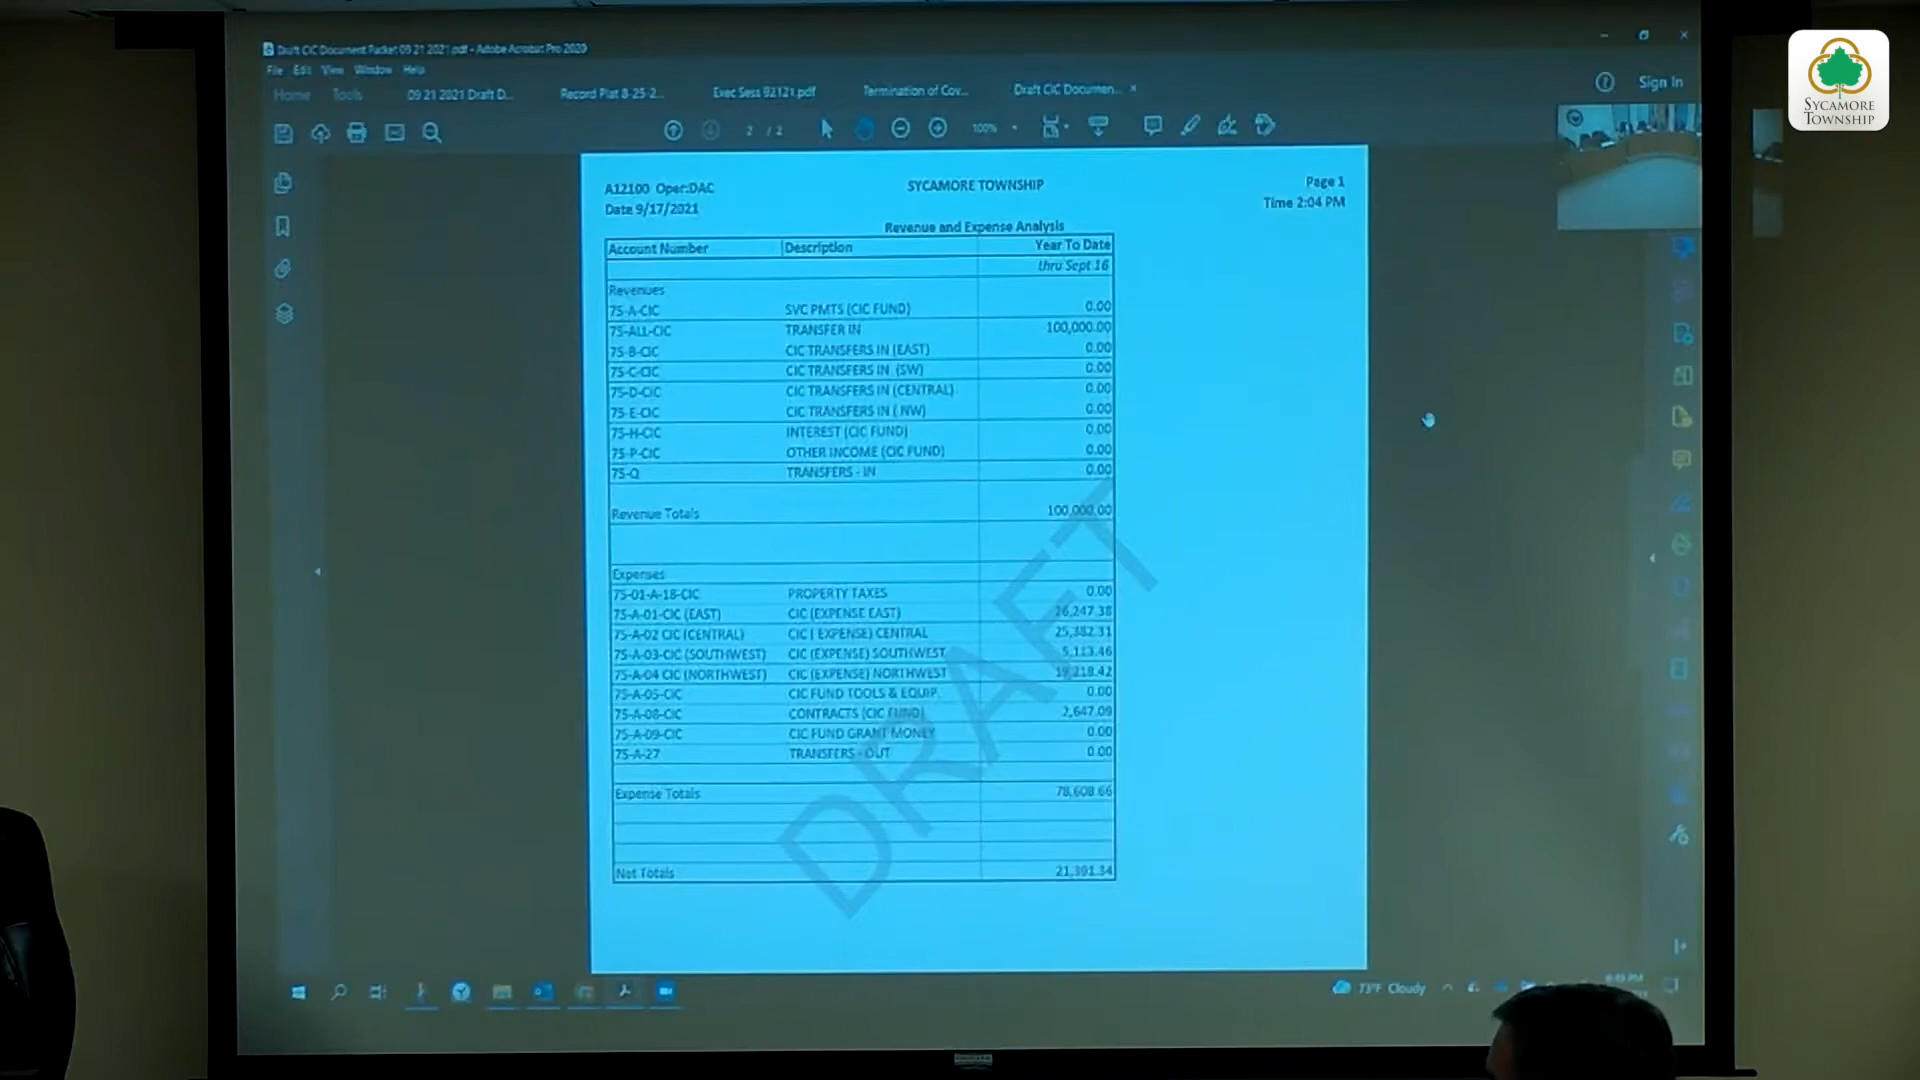 Draft CIC Document Packet 09 21 2021.pdf - Adobe Acrobat Pro 2020
File Edit View Window Help
Home Tools 09 21 2021 Draft D... Record Plat 8-25-2... Exec Sess 92121.pdf Termination of Cov... Draft CIC Documen... × Sign In
2 / 2 100%
SYCAMORE
TOWNSHIP
A12100 Oper:DAC SYCAMORE TOWNSHIP Page 1
Date 9/17/2021 Time 2:04 PM
Revenue and Expense Analysis
Account Number Description Year To Date
thru Sept 16
Revenues
75-A-CIC SVC PMTS (CIC FUND) 0.00
75-ALL-CIC TRANSFER IN 100,000.00
75-B-CIC CIC TRANSFERS IN (EAST) 0.00
75-C-CIC CIC TRANSFERS IN (SW) 0.00
75-D-CIC CIC TRANSFERS IN (CENTRAL) 0.00
75-E-CIC CIC TRANSFERS IN ( NW) 0.00
75-H-CIC INTEREST (CIC FUND) 0.00
75-P-CIC OTHER INCOME (CIC FUND) 0.00
75-Q TRANSFERS - IN 0.00
Revenue Totals 100,000.00
Expenses
75-01-A-18-CIC PROPERTY TAXES 0.00
75-A-01-CIC (EAST) CIC (EXPENSE EAST) 26,247.38
75-A-02 CIC (CENTRAL) CIC ( EXPENSE) CENTRAL 25,382.31
75-A-03-CIC (SOUTHWEST) CIC (EXPENSE) SOUTHWEST 5,113.46
75-A-04 CIC (NORTHWEST) CIC (EXPENSE) NORTHWEST 19,218.42
75-A-05-CIC CIC FUND TOOLS & EQUIP. 0.00
75-A-08-CIC CONTRACTS (CIC FUND) 2,647.09
75-A-09-CIC CIC FUND GRANT MONEY 0.00
75-A-27 TRANSFERS - OUT 0.00
Expense Totals 78,608.66
Net Totals 21,391.34
DRAFT
73°F Cloudy